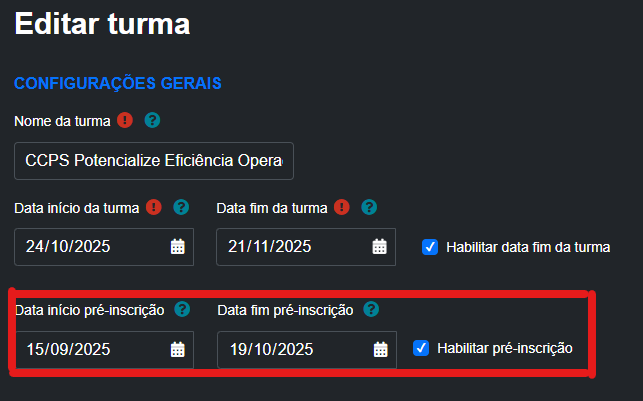 Editar turma
CONFIGURAÇÕES GERAIS
Nome da turma ! ?
CCPS Potencialize Eficiência Opera
Data início da turma ! ? Data fim da turma ! ?
24/10/2025 21/11/2025 Habilitar data fim da turma
Data início pré-inscrição ? Data fim pré-inscrição ?
15/09/2025 19/10/2025 Habilitar pré-inscrição